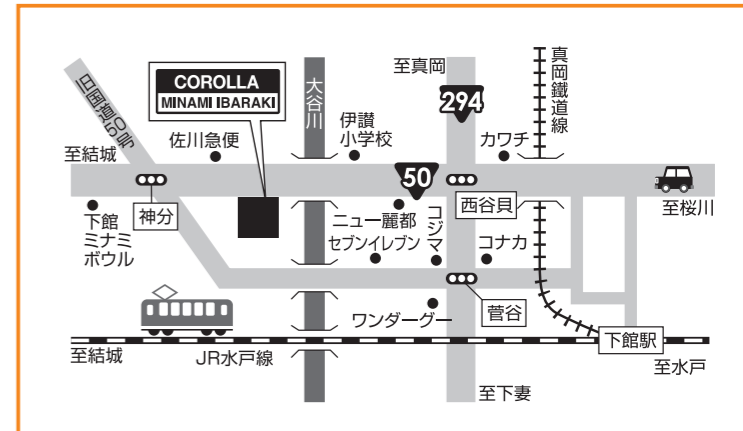 旧国道50号
COROLLA
MINAMI IBARAKI
大谷川
至真岡
294
真岡鐵道線
佐川急便
伊讃
小学校
カワチ
至結城
50
神分
下館
ミナミ
ボウル
ニュー麗都
セブンイレブン
コジマ
西谷貝
コナカ
至桜川
ワンダーグー
菅谷
下館駅
至結城
JR水戸線
至水戸
至下妻